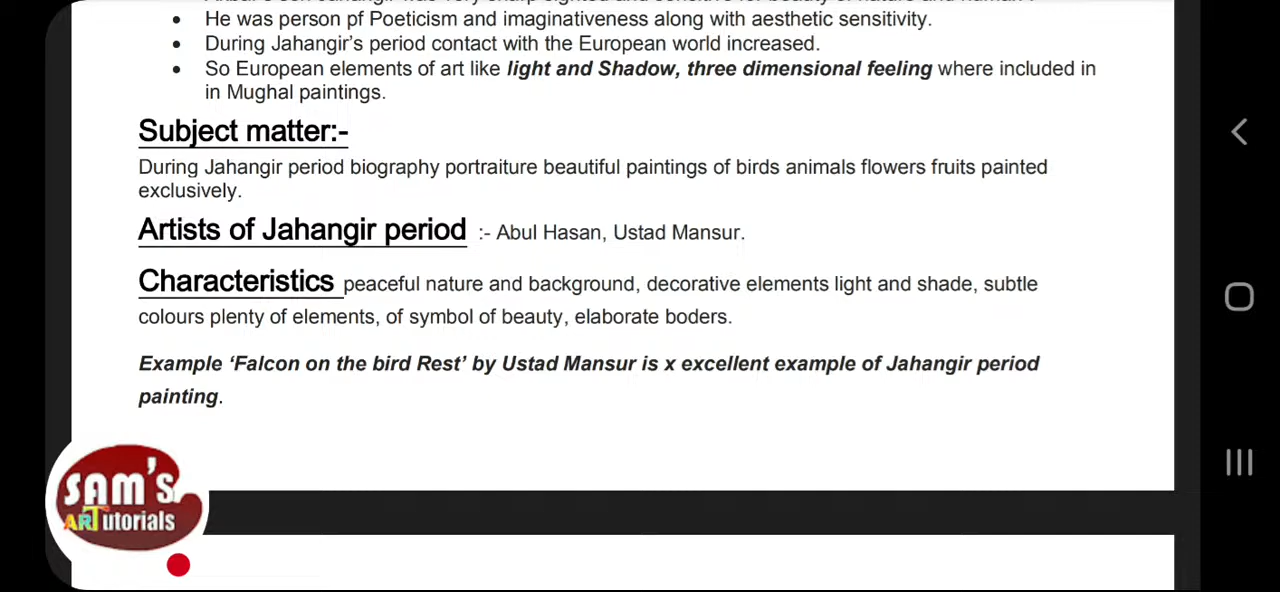 He was person pf Poeticism and imaginativeness along with aesthetic sensitivity.
During Jahangir's period contact with the European world increased.
So European elements of art like light and Shadow, three dimensional feeling where included in
in Mughal paintings.
Subject matter:-
During Jahangir period biography portraiture beautiful paintings of birds animals flowers fruits painted
exclusively.
Artists of Jahangir period :- Abul Hasan, Ustad Mansur.
Characteristics peaceful nature and background, decorative elements light and shade, subtle
colours plenty of elements, of symbol of beauty, elaborate boders.
Example ‘Falcon on the bird Rest’ by Ustad Mansur is x excellent example of Jahangir period
painting.
SAM'S
ARTutorials